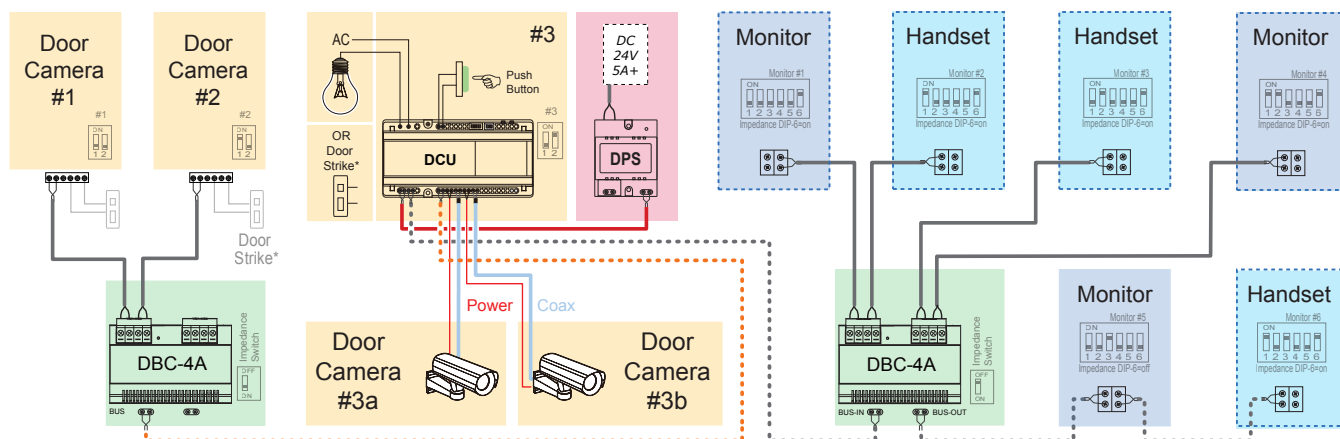 Door
Camera
#1
#1
ON
1 2
Door
Camera
#2
#2
ON
1 2
Door
Strike*
AC
OR
Door
Strike*
#3
Push
Button
#3
ON
1 2
DCU
DC
24V
5A+
DPS
Monitor
Monitor #1
ON
1 2 3 4 5 6
Impedance DIP-6=on
Handset
Monitor #2
ON
1 2 3 4 5 6
Impedance DIP-6=on
Handset
Monitor #3
ON
1 2 3 4 5 6
Impedance DIP-6=on
Monitor
Monitor #4
ON
1 2 3 4 5 6
Impedance DIP-6=on
DBC-4A
Impedance
Switch
OFF
ON
BUS
Power
Coax
Door
Camera
#3a
Door
Camera
#3b
DBC-4A
Impedance
Switch
OFF
ON
BUS-IN
BUS-OUT
Monitor
Monitor #5
ON
1 2 3 4 5 6
Impedance DIP-6=off
Handset
Monitor #6
ON
1 2 3 4 5 6
Impedance DIP-6=on